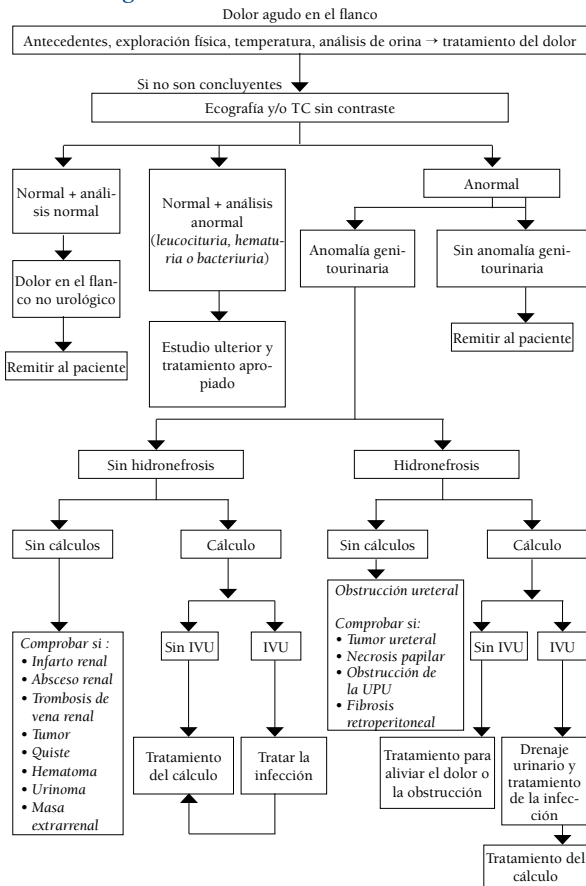 Dolor agudo en el flanco
Antecedentes, exploración física, temperatura, análisis de orina → tratamiento del dolor
Si no son concluyentes
Ecografía y/o TC sin contraste
Normal + análi-
sis normal
Normal + análisis
anormal
(leucocituria, hematu-
ria o bacteriuria)
Anormal
Anomalía geni-
tourinaria
Sin anomalía geni-
tourinaria
Dolor en el flan-
co no urológico
Remitir al paciente
Estudio ulterior y
tratamiento apro-
piado
Remitir al paciente
Sin hidronefrosis
Hidronefrosis
Sin cálculos
Cálculo
Sin cálculos
Cálculo
Comprobar si :
• Infarto renal
• Absceso renal
• Trombosis de
vena renal
• Tumor
• Quiste
• Hematoma
• Urinoma
• Masa
extrarrenal
Sin IVU
IVU
Tratamiento
del cálculo
Tratar la
infección
Obstrucción ureteral
Comprobar si:
• Tumor ureteral
• Necrosis papilar
• Obstrucción de
la UPU
• Fibrosis
retroperitoneal
Sin IVU
IVU
Tratamiento para
aliviar el dolor o
la obstrucción
Drenaje
urinario y
tratamiento
de la infec-
ción
Tratamiento del
cálculo